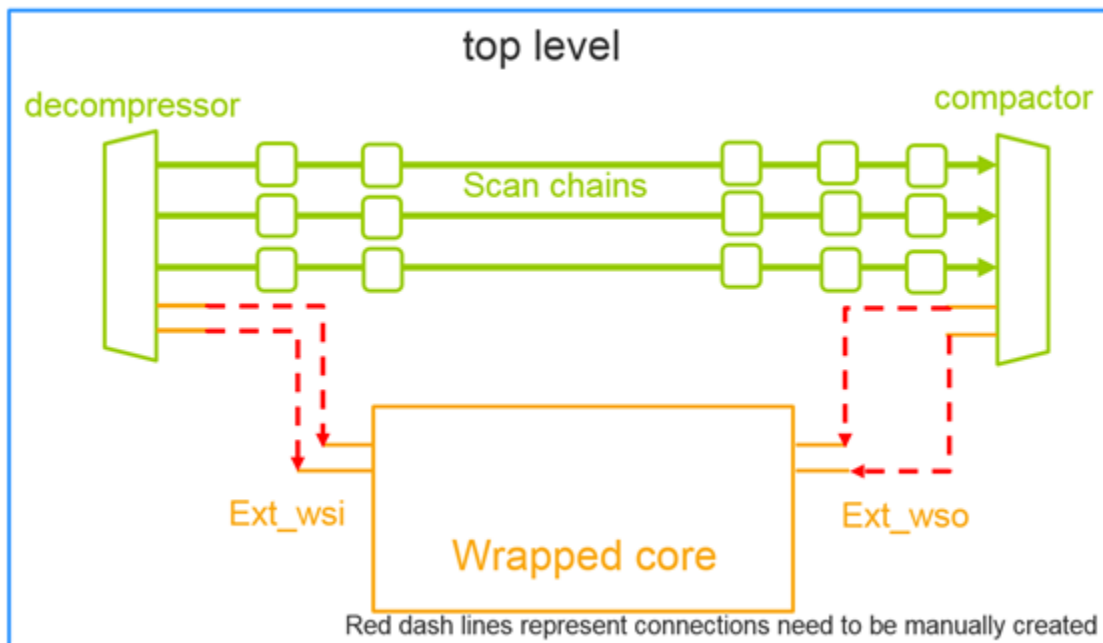 top level
decompressor
compactor
Scan chains
Ext_wsi
Ext_wso
Wrapped core
Red dash lines represent connections need to be manually created